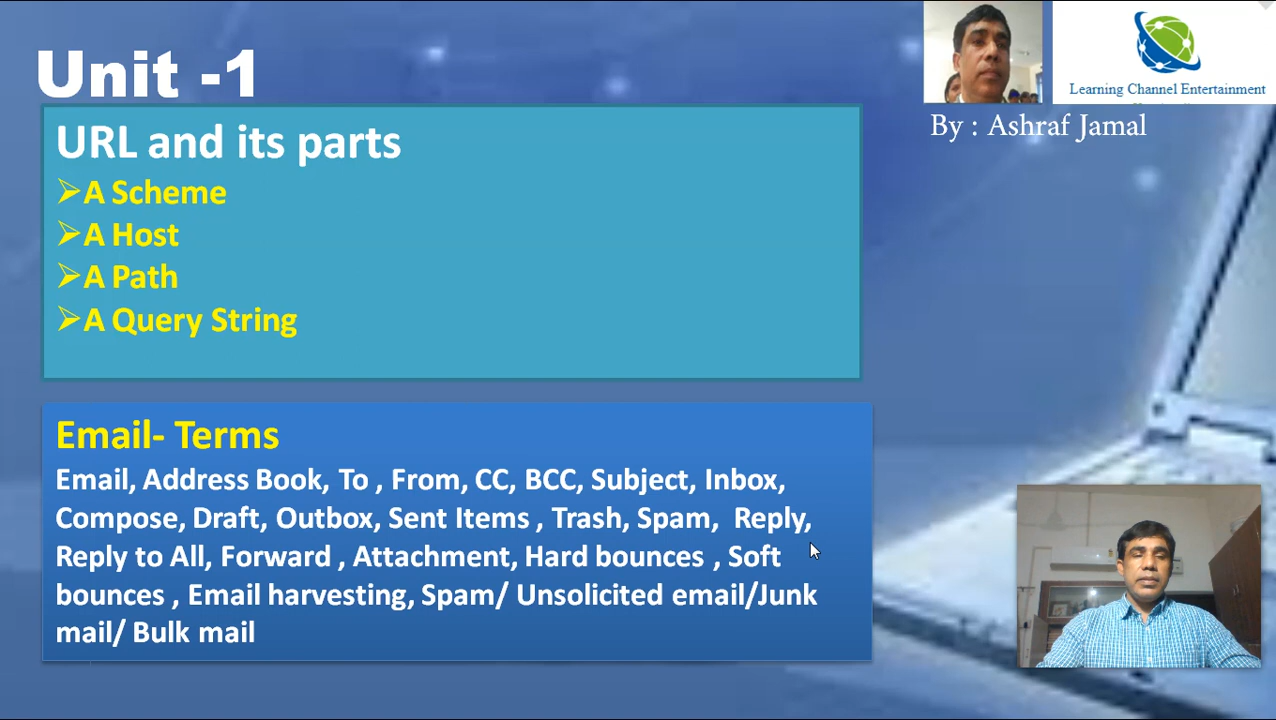 Unit -1
Learning Channel Entertainment
By : Ashraf Jamal
URL and its parts
➢A Scheme
➢A Host
➢A Path
➢A Query String
Email- Terms
Email, Address Book, To , From, CC, BCC, Subject, Inbox,
Compose, Draft, Outbox, Sent Items , Trash, Spam, Reply,
Reply to All, Forward , Attachment, Hard bounces , Soft
bounces , Email harvesting, Spam/ Unsolicited email/Junk
mail/ Bulk mail